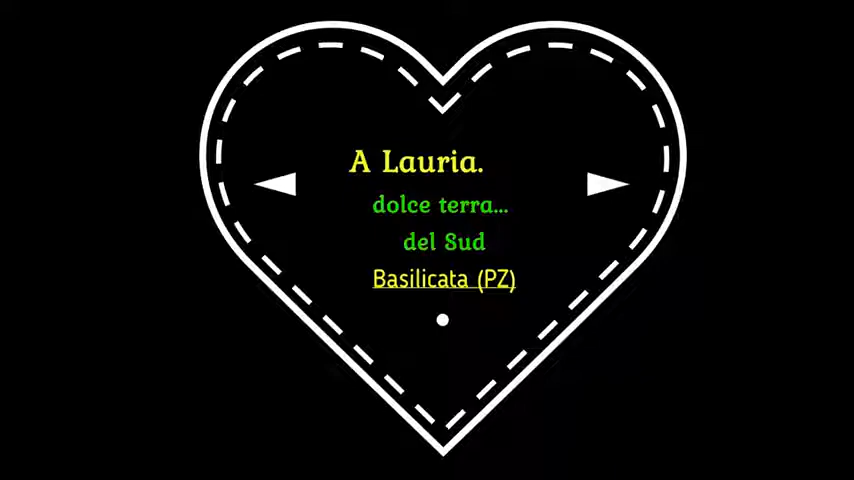 A Lauria.
dolce terra...
del Sud
Basilicata (PZ)